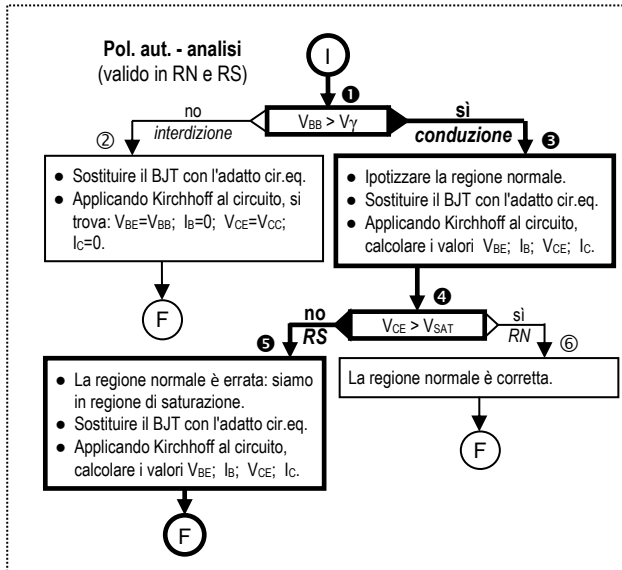 Pol. aut. - analisi
(valido in RN e RS)
I
❶
no
interdizione
V_BB > Vγ
sì
conduzione
②
● Sostituire il BJT con l'adatto cir.eq.
● Applicando Kirchhoff al circuito, si
trova: V_BE=V_BB; I_B=0; V_CE=V_CC;
I_C=0.
F
❸
● Ipotizzare la regione normale.
● Sostituire il BJT con l'adatto cir.eq.
● Applicando Kirchhoff al circuito,
calcolare i valori V_BE; I_B; V_CE; I_C.
❹
no
RS
V_CE > V_SAT
sì
RN
❺
● La regione normale è errata: siamo
in regione di saturazione.
● Sostituire il BJT con l'adatto cir.eq.
● Applicando Kirchhoff al circuito,
calcolare i valori V_BE; I_B; V_CE; I_C.
F
⑥
La regione normale è corretta.
F